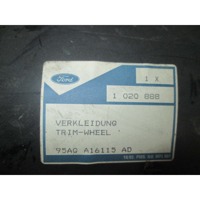 Ford
1 X
1 020 888
VERKLEIDUNG
TRIM-WHEEL
95AG A16115 AD